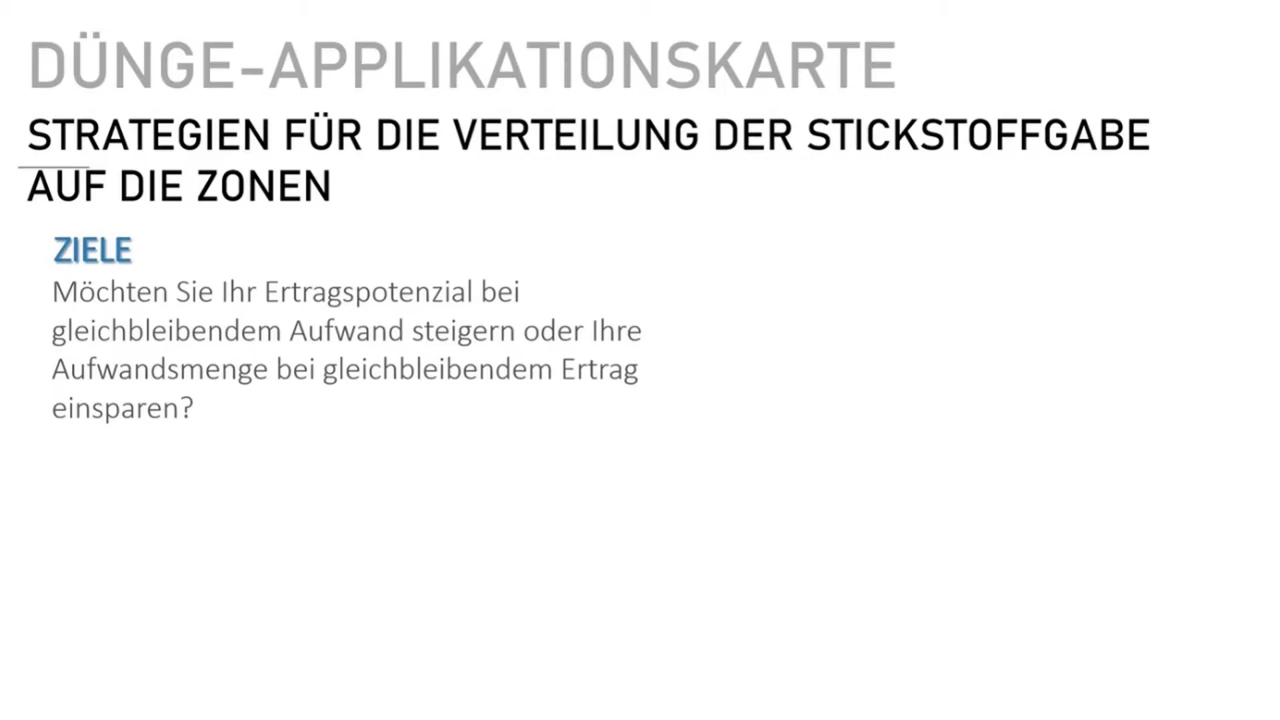 DÜNGE-APPLIKATIONSKARTE
STRATEGIEN FÜR DIE VERTEILUNG DER STICKSTOFFGABE
AUF DIE ZONEN
ZIELE
Möchten Sie Ihr Ertragspotenzial bei
gleichbleibendem Aufwand steigern oder Ihre
Aufwandsmenge bei gleichbleibendem Ertrag
einsparen?